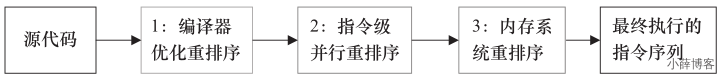 源代码
1：编译器
优化重排序
2：指令级
并行重排序
3：内存系
统重排序
最终执行的
指令序列
小薛博客